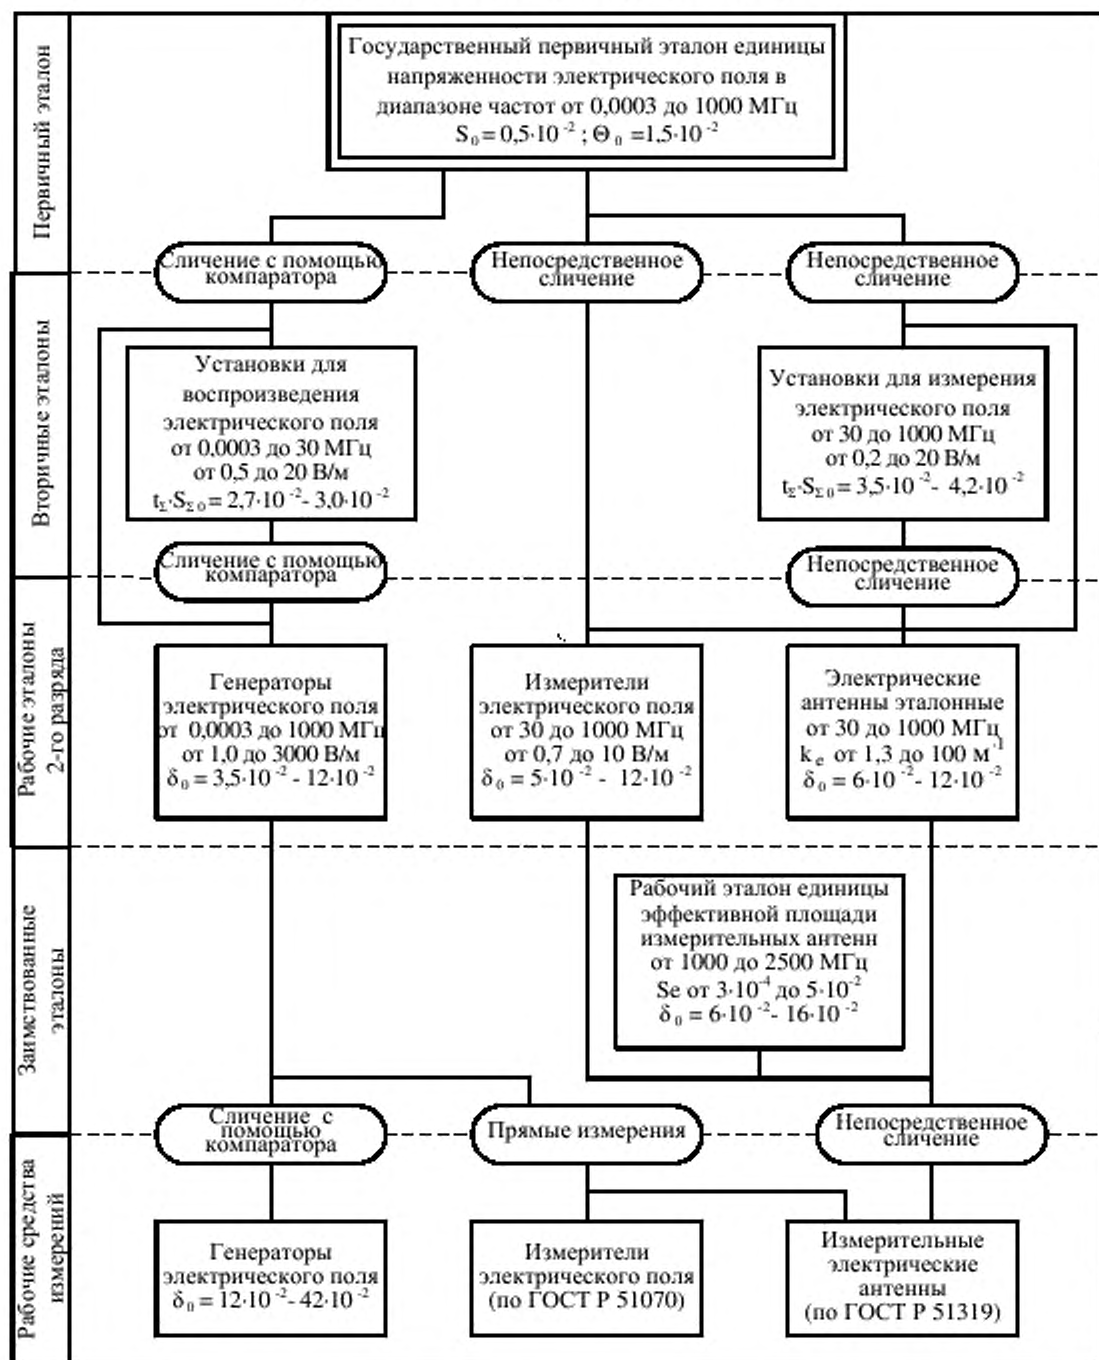 Первичный эталон
Государственный первичный эталон единицы
напряженности электрического поля в
диапазоне частот от 0,0003 до 1000 МГц
S₀ = 0,5·10⁻² ; Θ₀ =1,5·10⁻²
Сличение с помощью
компаратора
Непосредственное
сличение
Непосредственное
сличение
Вторичные эталоны
Установки для
воспроизведения
электрического поля
от 0,0003 до 30 МГц
от 0,5 до 20 В/м
t_Σ·S_Σ₀ = 2,7·10⁻² - 3,0·10⁻²
Установки для измерения
электрического поля
от 30 до 1000 МГц
от 0,2 до 20 В/м
t_Σ·S_Σ₀ = 3,5·10⁻² - 4,2·10⁻²
Сличение с помощью
компаратора
Непосредственное
сличение
Рабочие эталоны
2-го разряда
Генераторы
электрического поля
от 0,0003 до 1000 МГц
от 1,0 до 3000 В/м
δ₀ = 3,5·10⁻² - 12·10⁻²
Измерители
электрического поля
от 30 до 1000 МГц
от 0,7 до 10 В/м
δ₀ = 5·10⁻² - 12·10⁻²
Электрические
антенны эталонные
от 30 до 1000 МГц
kₑ от 1,3 до 100 м⁻¹
δ₀ = 6·10⁻² - 12·10⁻²
Заимствованные
эталоны
Рабочий эталон единицы
эффективной площади
измерительных антенн
от 1000 до 2500 МГц
Se от 3·10⁻⁴ до 5·10⁻²
δ₀ = 6·10⁻² - 16·10⁻²
Сличение с
помощью
компаратора
Прямые измерения
Непосредственное
сличение
Рабочие средства
измерений
Генераторы
электрического поля
δ₀ = 12·10⁻² - 42·10⁻²
Измерители
электрического поля
(по ГОСТ Р 51070)
Измерительные
электрические
антенны
(по ГОСТ Р 51319)